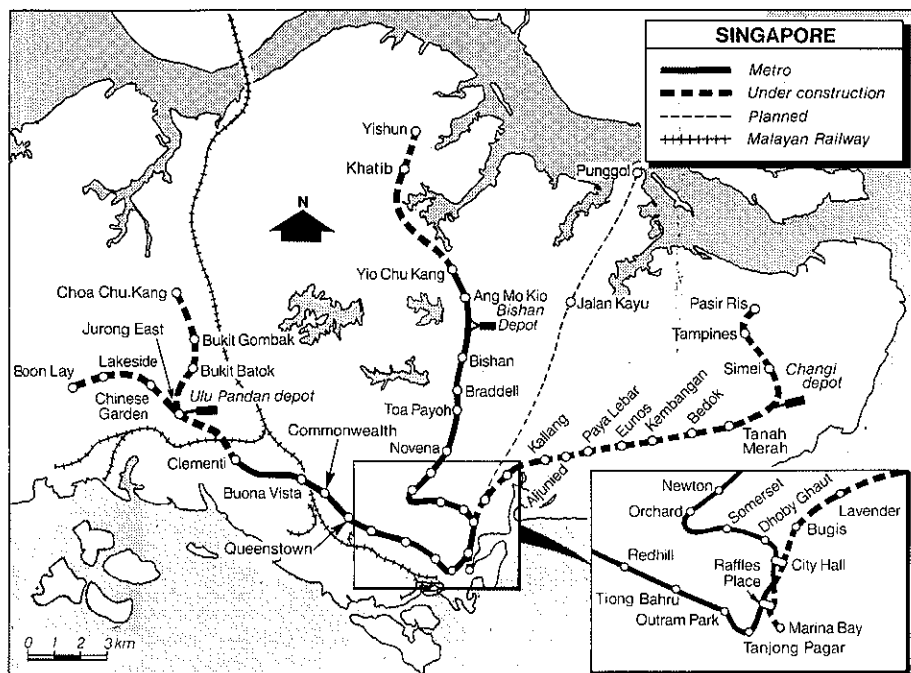 SINGAPORE
Metro
Under construction
Planned
Malayan Railway
N
Yishun
Khatib
Punggol
Yio Chu Kang
Choa Chu Kang
Ang Mo Kio
Bishan
Depot
Jalan Kayu
Pasir Ris
Jurong East
Tampines
Bukit Gombak
Lakeside
Bishan
Boon Lay
Bukit Batok
Simei
Changi
depot
Chinese
Garden
Ulu Pandan depot
Braddell
Toa Payoh
Kallang
Paya Lebar
Eunos
Kembangan
Bedok
Commonwealth
Novena
Tanah
Merah
Clementi
Aljunied
Buona Vista
Newton
Somerset
Dhoby Ghaut
Lavender
Orchard
Bugis
Queenstown
Redhill
Raffles
Place
City Hall
Tiong Bahru
Outram Park
Marina Bay
Tanjong Pagar
0 1 2 3 km